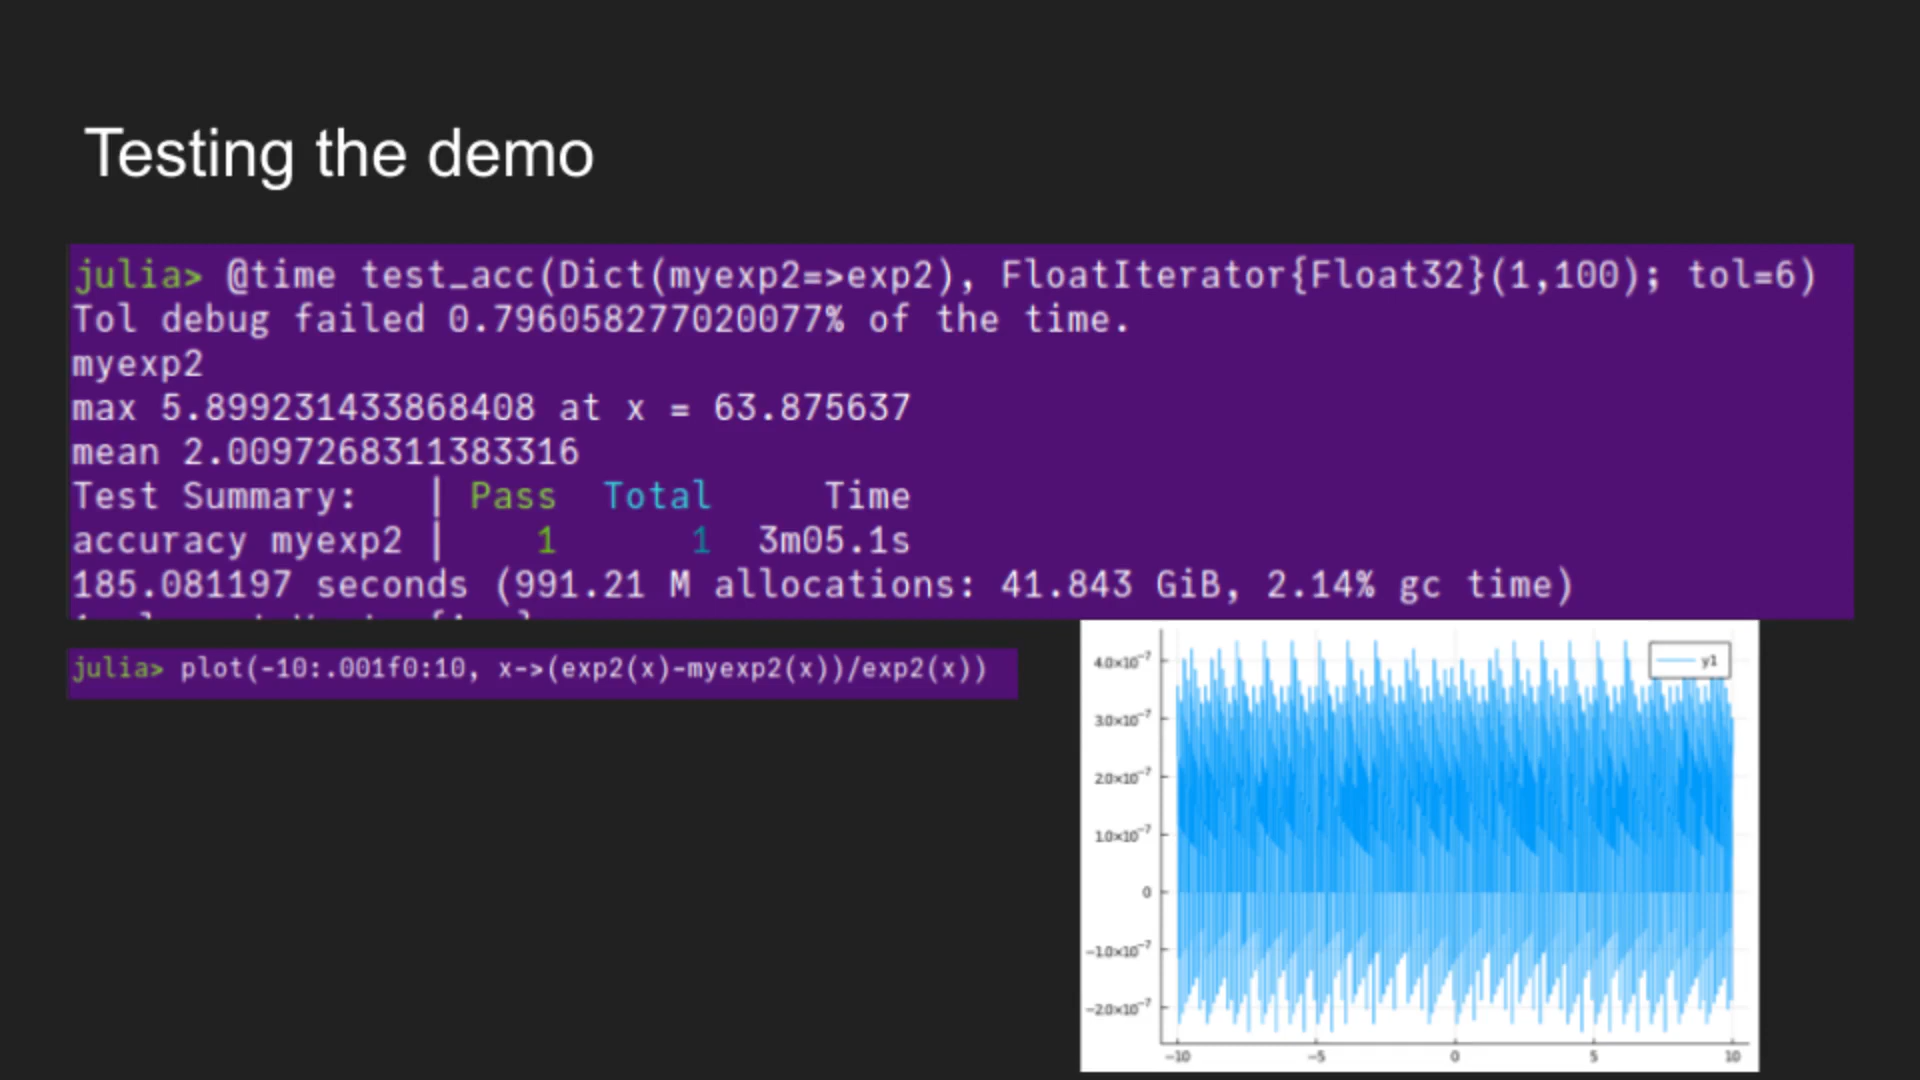 Testing the demo
julia> @time test_acc(Dict(myexp2=>exp2), FloatIterator{Float32}(1,100); tol=6)
Tol debug failed 0.796058277020077% of the time.
myexp2
max 5.899231433868408 at x = 63.875637
mean 2.0097268311383316
Test Summary: | Pass Total Time
accuracy myexp2 | 1 1 3m05.1s
185.081197 seconds (991.21 M allocations: 41.843 GiB, 2.14% gc time)
julia> plot(-10:.001f0:10, x->(exp2(x)-myexp2(x))/exp2(x))
y1
4.0×10⁻⁷
3.0×10⁻⁷
2.0×10⁻⁷
1.0×10⁻⁷
0
-1.0×10⁻⁷
-2.0×10⁻⁷
-10 -5 0 5 10